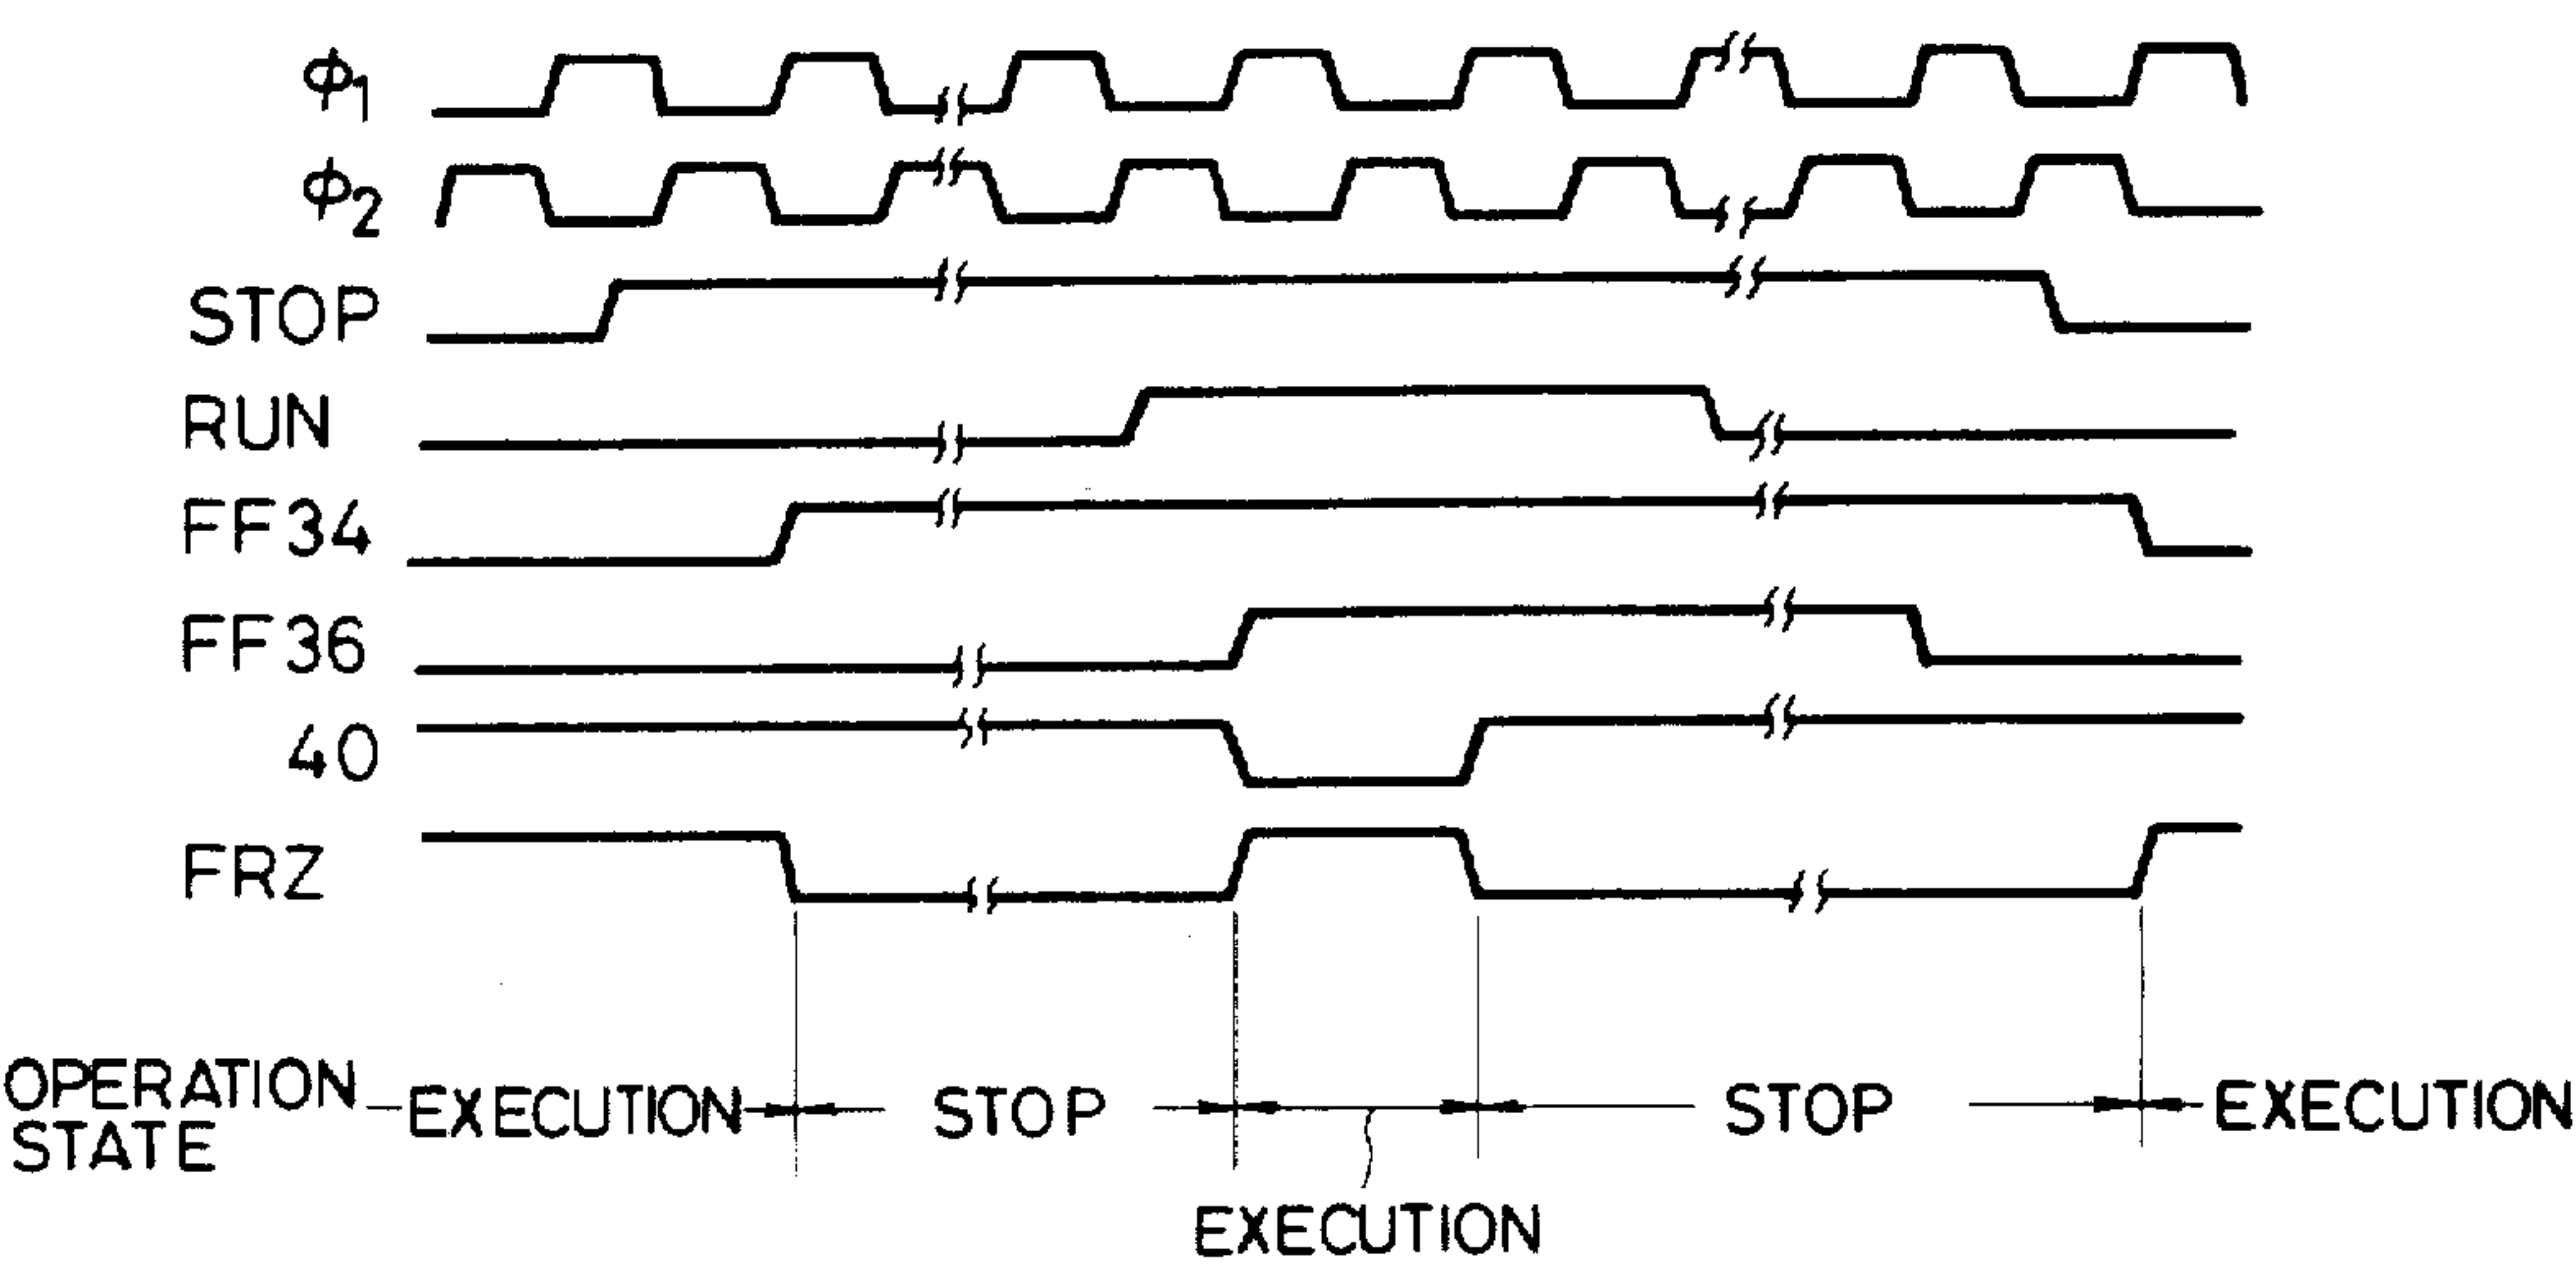 ϕ1
ϕ2
STOP
RUN
FF34
FF36
40
FRZ
OPERATION STATE
EXECUTION
STOP
EXECUTION
STOP
EXECUTION